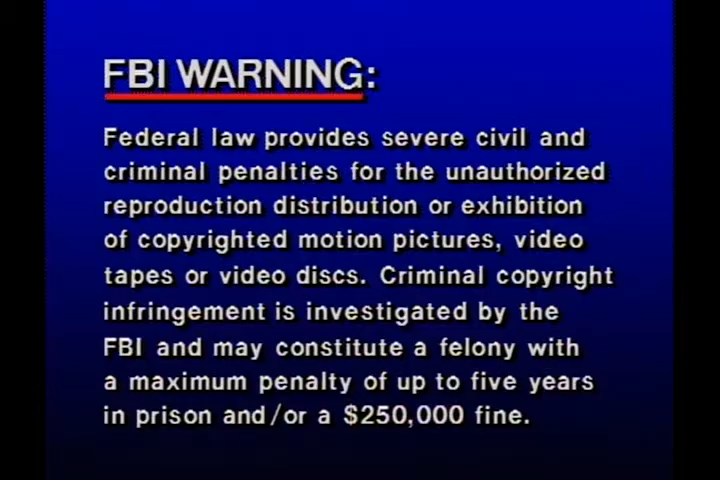 FBI WARNING:
Federal law provides severe civil and
criminal penalties for the unauthorized
reproduction distribution or exhibition
of copyrighted motion pictures, video
tapes or video discs. Criminal copyright
infringement is investigated by the
FBI and may constitute a felony with
a maximum penalty of up to five years
in prison and/or a $250,000 fine.